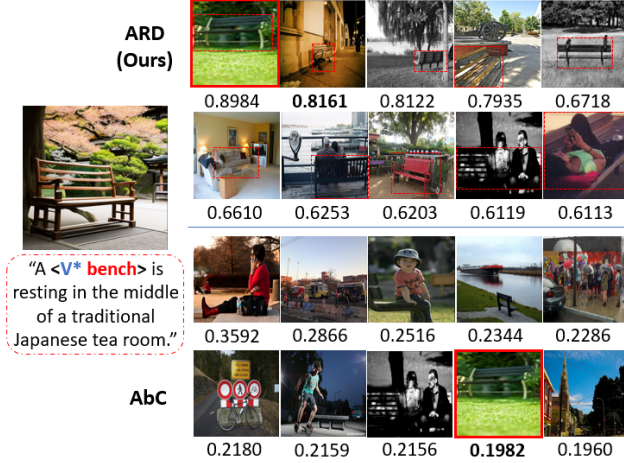 ARD
(Ours)
0.8984 0.8161 0.8122 0.7935 0.6718
0.6610 0.6253 0.6203 0.6119 0.6113
"A <V* bench> is
resting in the middle
of a traditional
Japanese tea room."
0.3592 0.2866 0.2516 0.2344 0.2286
AbC
0.2180 0.2159 0.2156 0.1982 0.1960